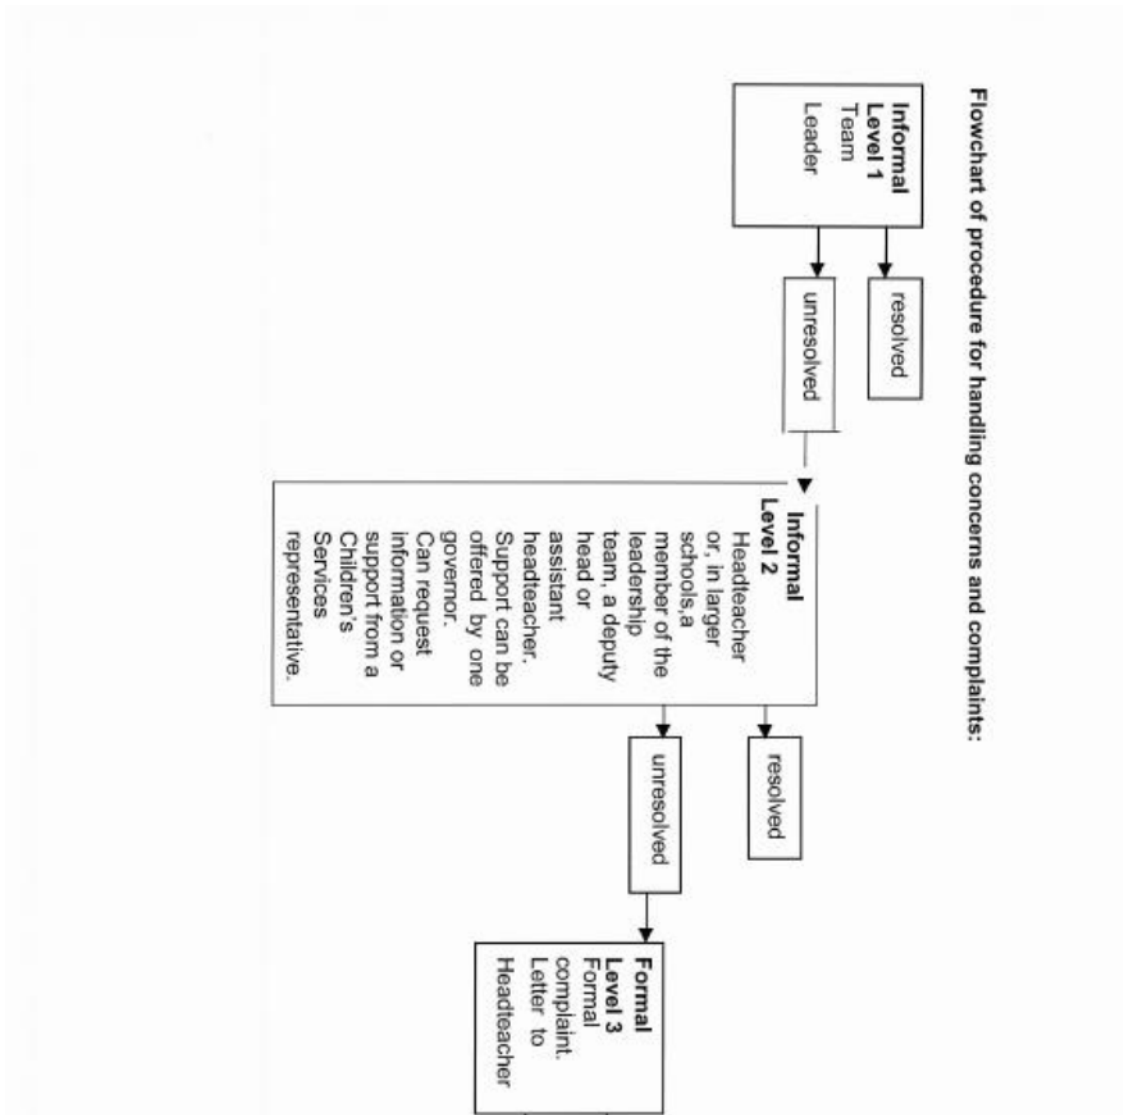 Flowchart of procedure for handling concerns and complaints:
Informal
Level 1
Team
Leader
resolved
unresolved
Informal
Level 2
Headteacher
or, in larger
schools,a
member of the
leadership
team, a deputy
head or
assistant
headteacher.
Support can be
offered by one
governor.
Can request
information or
support from a
Children's
Services
representative.
resolved
unresolved
Formal
Level 3
Formal
complaint.
Letter to
Headteacher